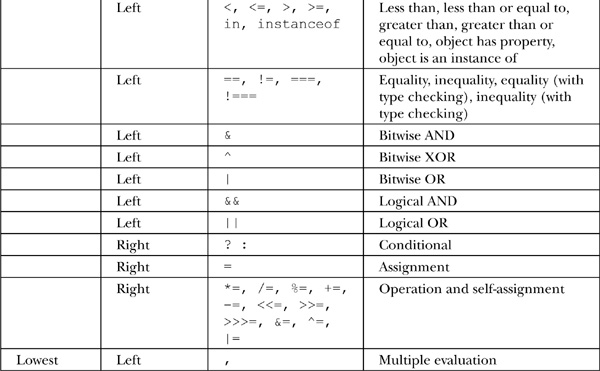 Left <, <=, >, >=, Less than, less than or equal to,
in, instanceof greater than, greater than or
equal to, object has property,
object is an instance of
Left ==, !=, ===, Equality, inequality, equality (with
!=== type checking), inequality (with
type checking)
Left & Bitwise AND
Left ^ Bitwise XOR
Left | Bitwise OR
Left && Logical AND
Left || Logical OR
Right ? : Conditional
Right = Assignment
Right *=, /=, %=, +=, Operation and self-assignment
-=, <<=, >>=,
>>>=, &=, ^=,
|=
Lowest Left , Multiple evaluation